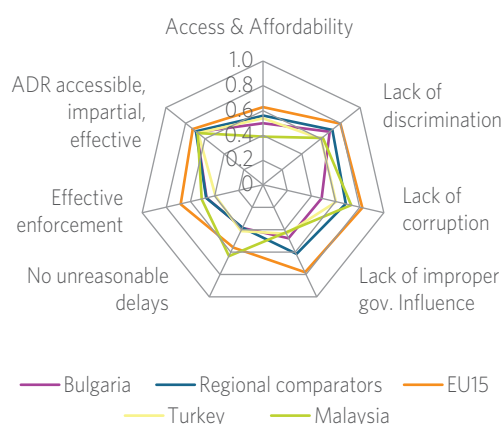 Access & Affordability
1.0
0.8
0.6
0.4
0.2
0
ADR accessible,
impartial,
effective
Lack of
discrimination
Effective
enforcement
Lack of
corruption
No unreasonable
delays
Lack of improper
gov. Influence
Bulgaria
Regional comparators
EU15
Turkey
Malaysia